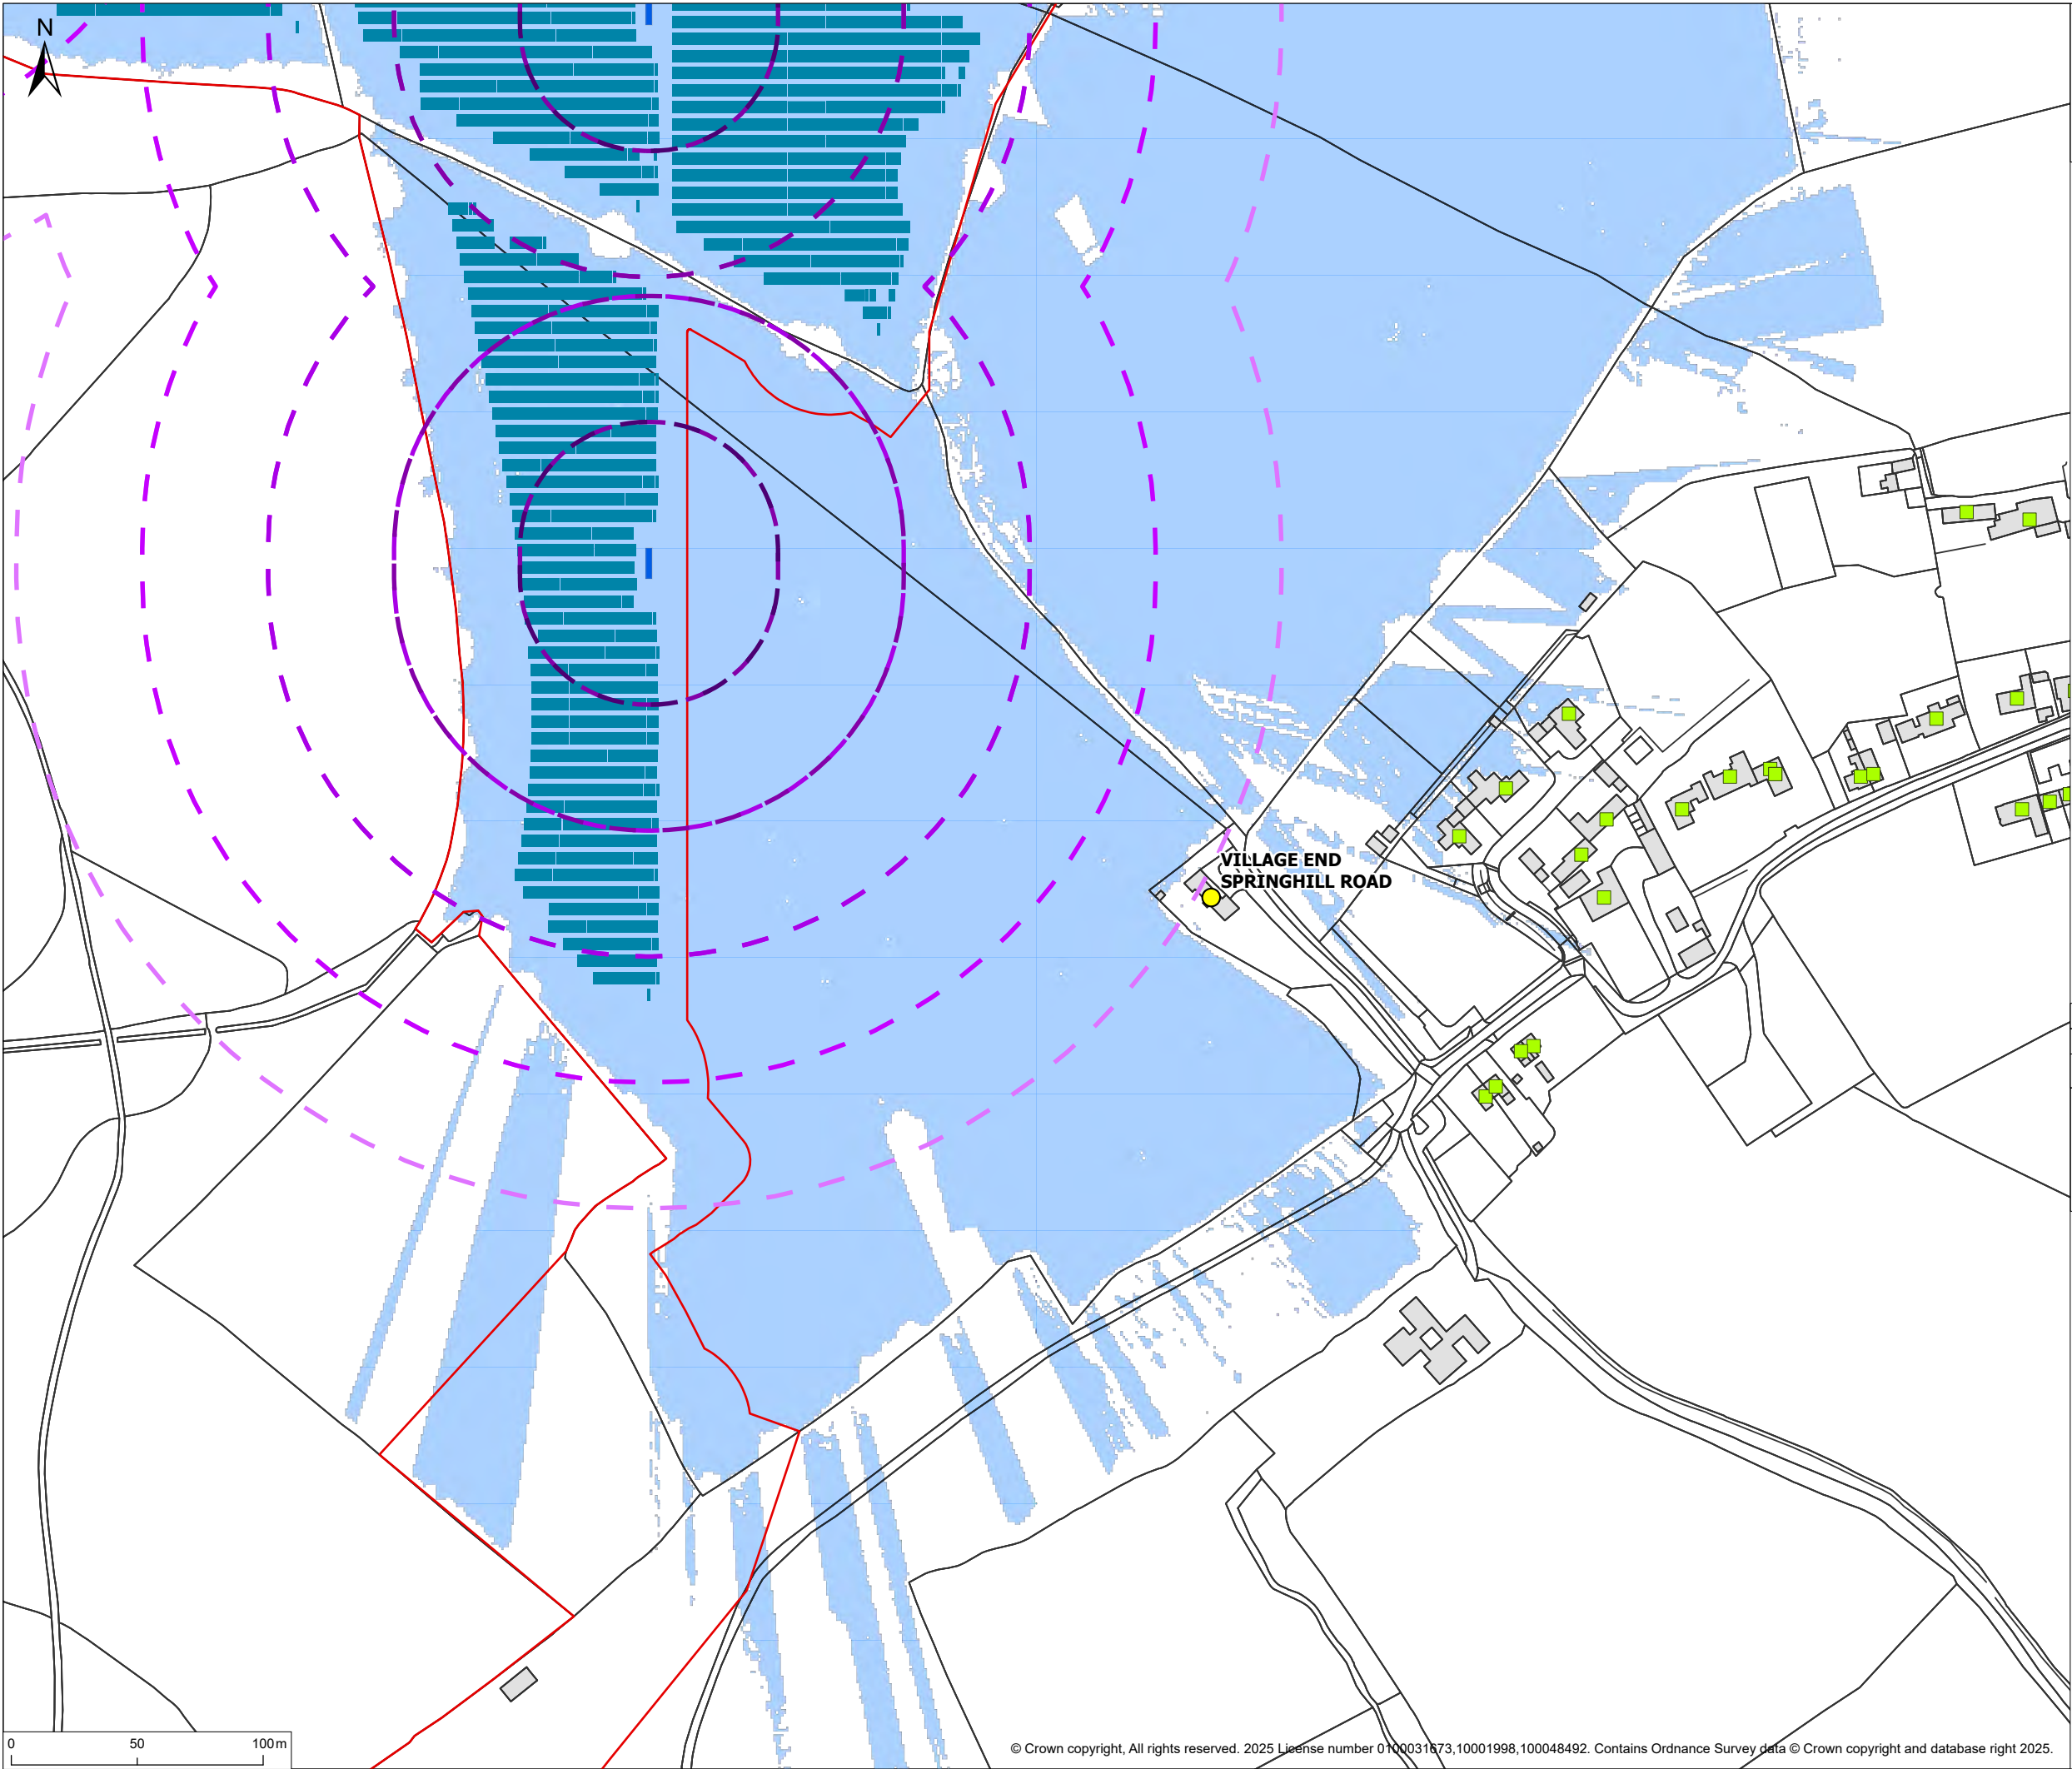 N
VILLAGE END
SPRINGHILL ROAD
0 50 100m
© Crown copyright, All rights reserved. 2025 License number 0100031673,10001998,100048492. Contains Ordnance Survey data © Crown copyright and database right 2025.